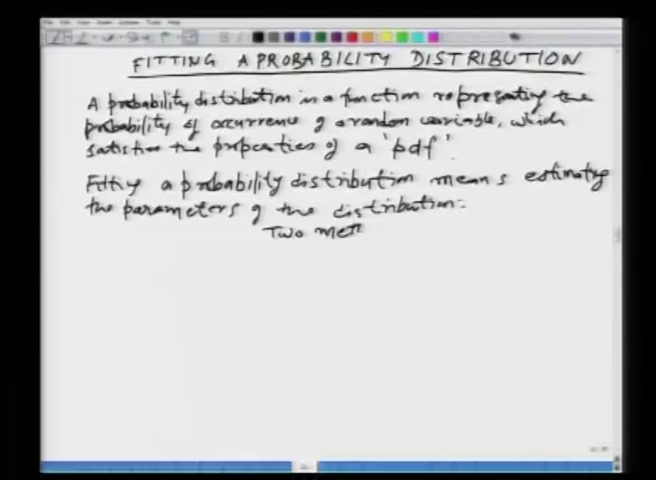 FITTING A PROBABILITY DISTRIBUTION
A probability distribution is a function representing the
probability of occurrence of a random variable, which
satisfies the properties of a 'pdf'.
Fitting a probability distribution means estimating
the parameters of the distribution:
Two met